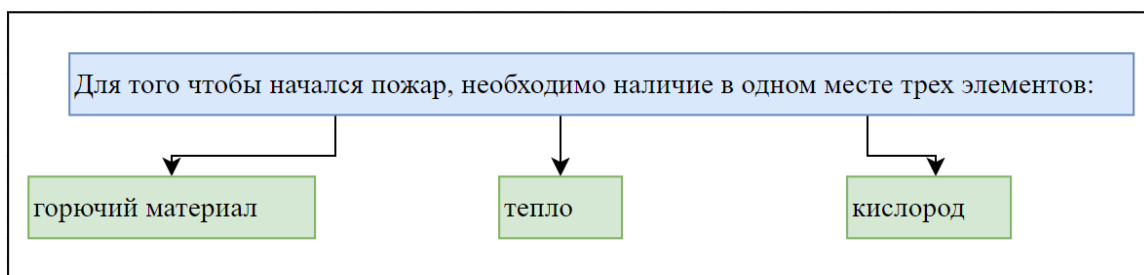 Для того чтобы начался пожар, необходимо наличие в одном месте трех элементов:
горючий материал
тепло
кислород